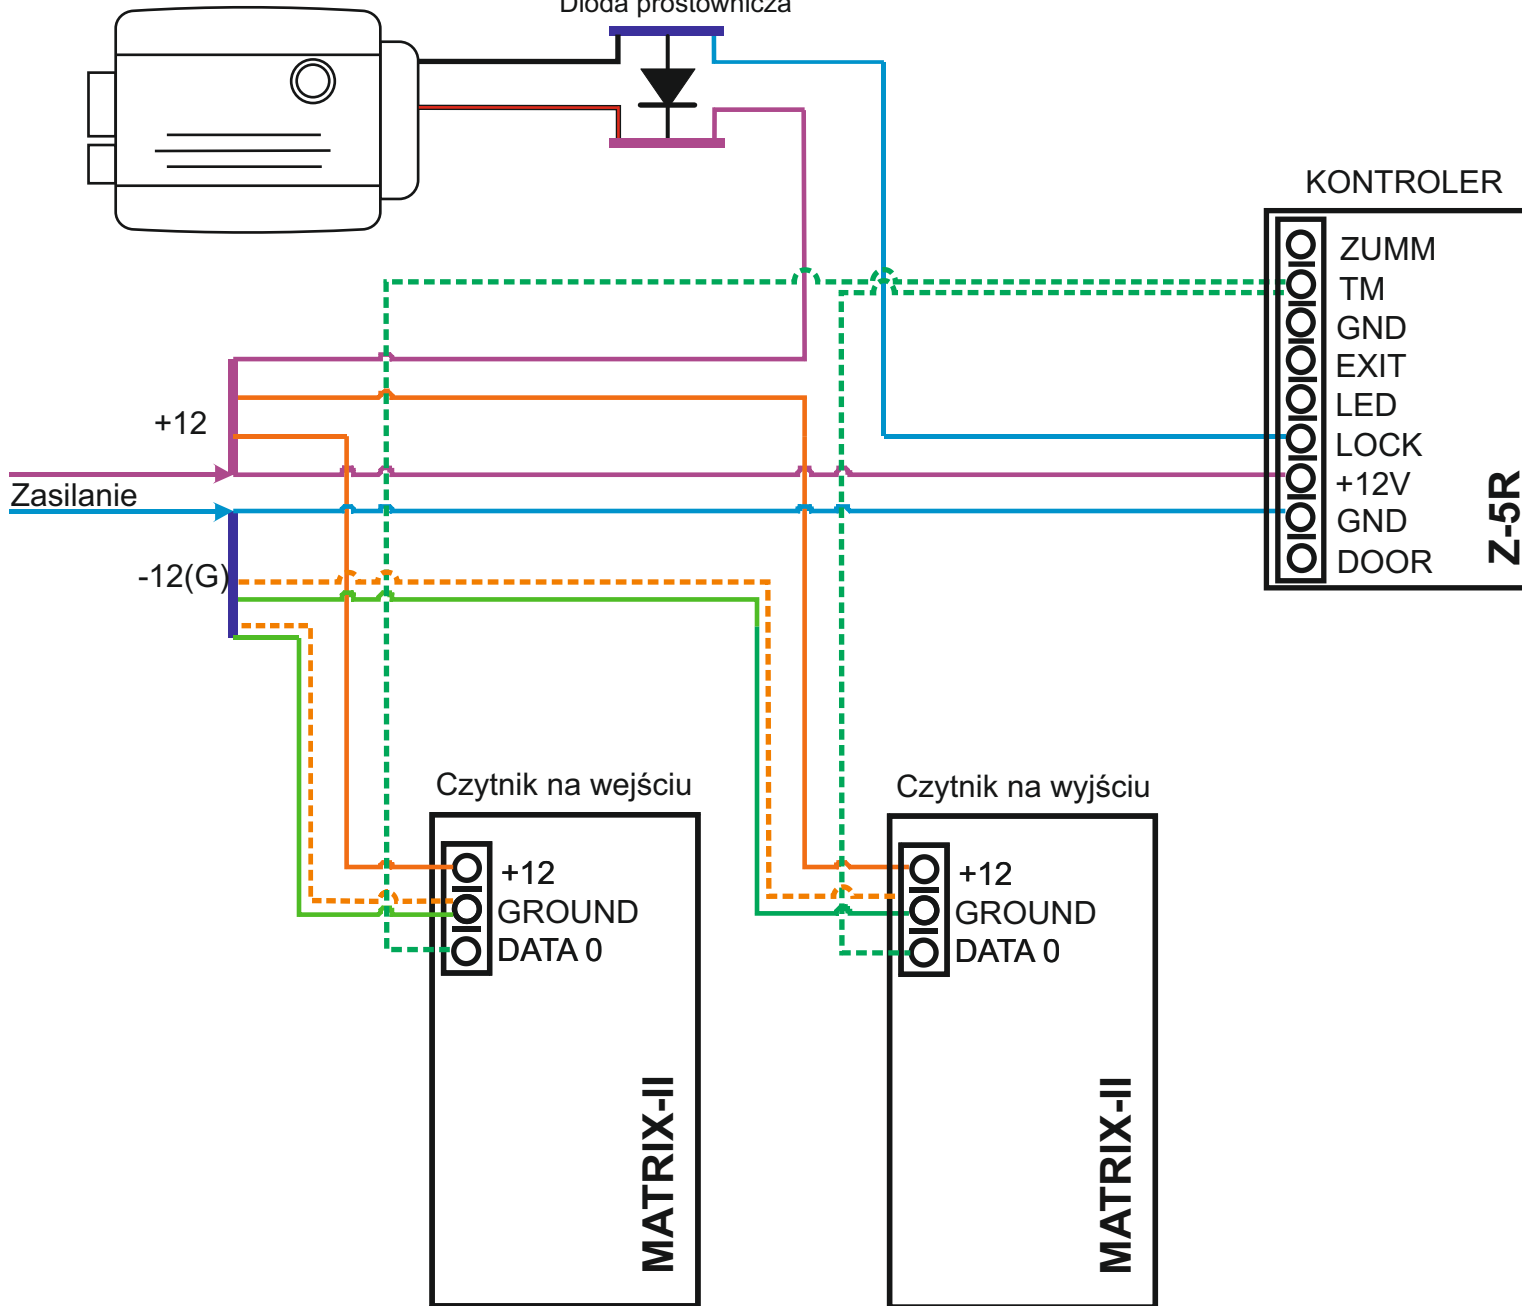 Dioda prostownicza
KONTROLER
ZUMM
TM
GND
EXIT
LED
LOCK
+12V
GND
DOOR
Z-5R
+12
Zasilanie
-12(G)
Czytnik na wejściu
+12
GROUND
DATA 0
MATRIX-II
Czytnik na wyjściu
+12
GROUND
DATA 0
MATRIX-II